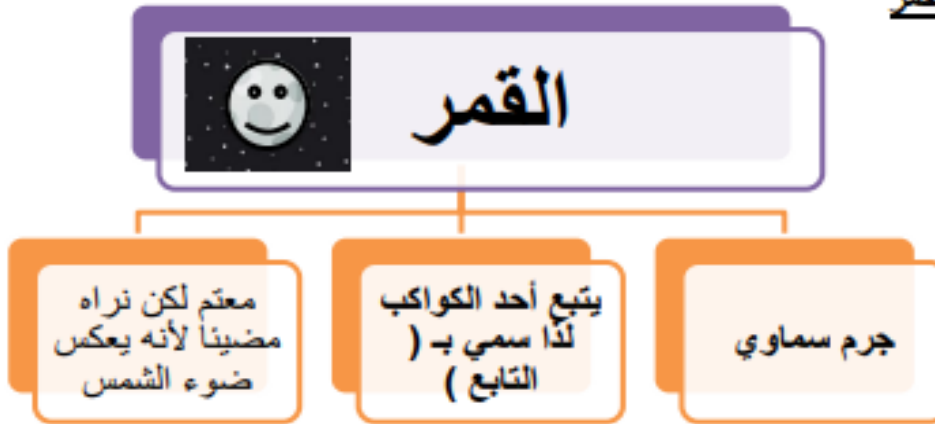 القمر
جرم سماوي
يتبع أحد الكواكب
لذا سمي بـ (
التابع )
معتم لكن نراه
مضيئاً لأنه يعكس
ضوء الشمس